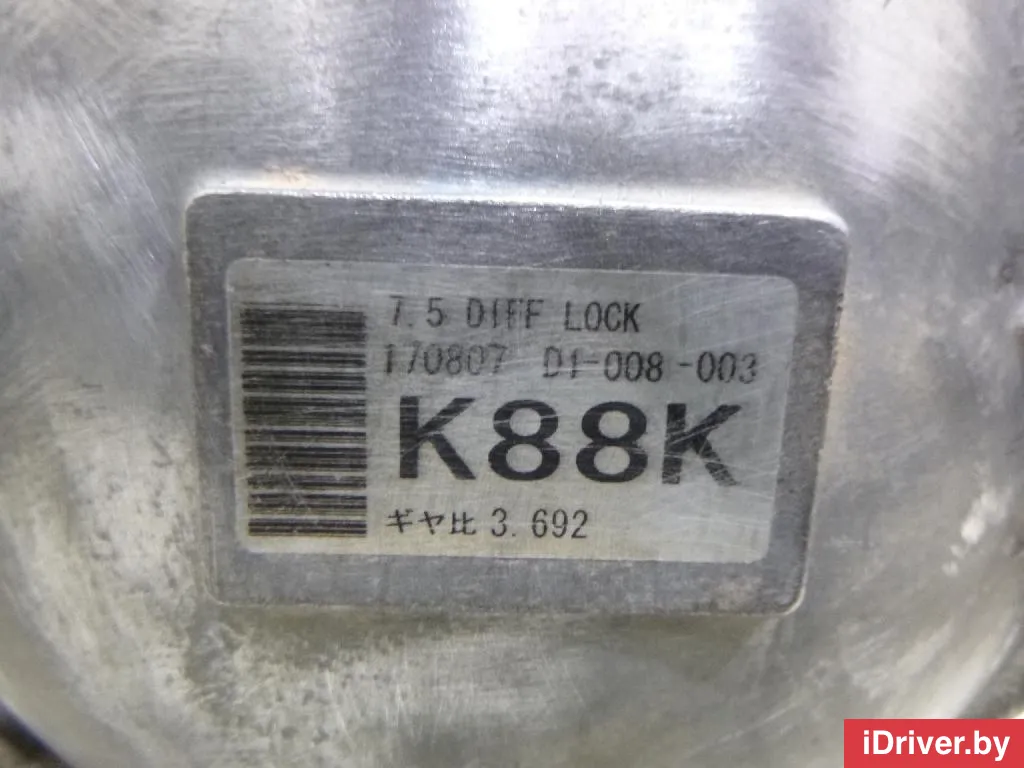 7.5 DIFF LOCK
170807 D1-008-003
K88K
ギヤ比 3.692
iDriver.by